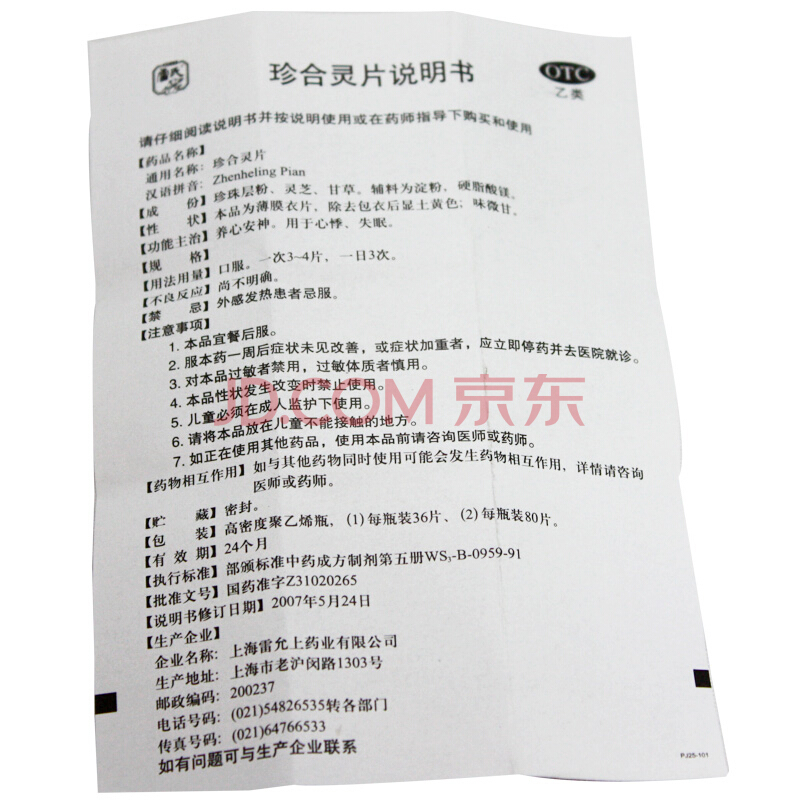 雷氏
珍合灵片说明书
OTC
乙类
请仔细阅读说明书并按说明使用或在药师指导下购买和使用
【药品名称】
通用名称：珍合灵片
汉语拼音：Zhenheling Pian
【成　　份】珍珠层粉、灵芝、甘草。辅料为淀粉、硬脂酸镁。
【性　　状】本品为薄膜衣片，除去包衣后显土黄色；味微甘。
【功能主治】养心安神。用于心悸、失眠。
【规　　格】
【用法用量】口服。一次3~4片，一日3次。
【不良反应】尚不明确。
【禁　　忌】外感发热患者忌服。
【注意事项】
1. 本品宜餐后服。
2. 服本药一周后症状未见改善，或症状加重者，应立即停药并去医院就诊。
3. 对本品过敏者禁用，过敏体质者慎用。
4. 本品性状发生改变时禁止使用。
5. 儿童必须在成人监护下使用。
6. 请将本品放在儿童不能接触的地方。
7. 如正在使用其他药品，使用本品前请咨询医师或药师。
JD.COM 京东
【药物相互作用】如与其他药物同时使用可能会发生药物相互作用，详情请咨询
医师或药师。
【贮　　藏】密封。
【包　　装】高密度聚乙烯瓶，(1)每瓶装36片、(2)每瓶装80片。
【有 效 期】24个月
【执行标准】部颁标准中药成方制剂第五册WS₃-B-0959-91
【批准文号】国药准字Z31020265
【说明书修订日期】2007年5月24日
【生产企业】
企业名称：上海雷允上药业有限公司
生产地址：上海市老沪闵路1303号
邮政编码：200237
电话号码：(021)54826535转各部门
传真号码：(021)64766533
如有问题可与生产企业联系
PJ25-101